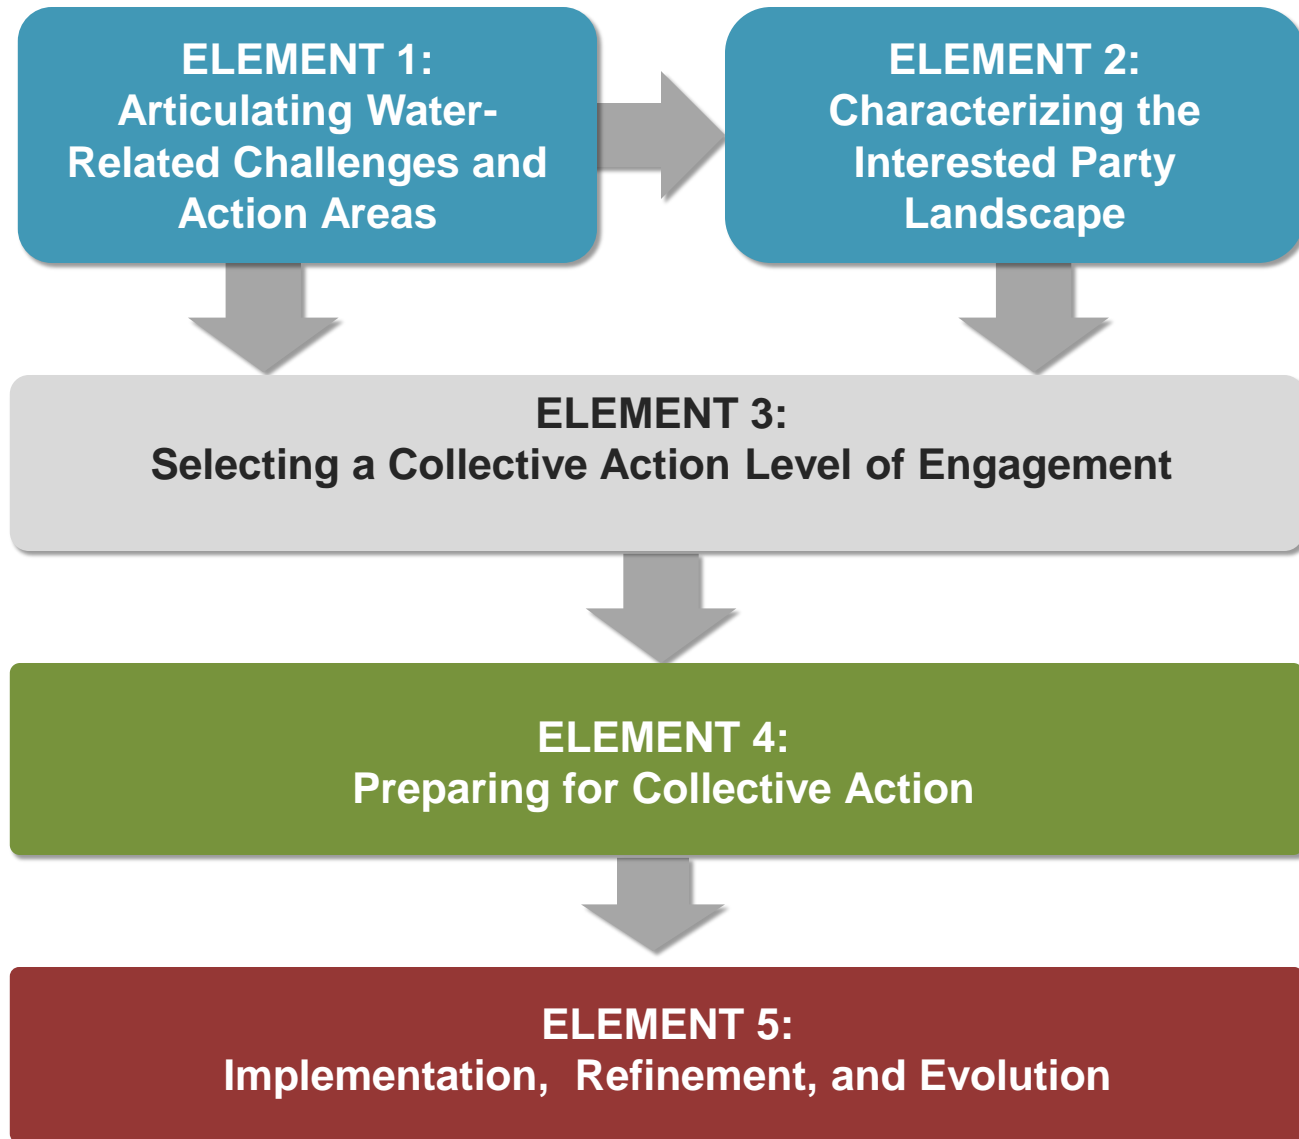 ELEMENT 1:
Articulating Water-
Related Challenges and
Action Areas
ELEMENT 2:
Characterizing the
Interested Party
Landscape
ELEMENT 3:
Selecting a Collective Action Level of Engagement
ELEMENT 4:
Preparing for Collective Action
ELEMENT 5:
Implementation,  Refinement, and Evolution